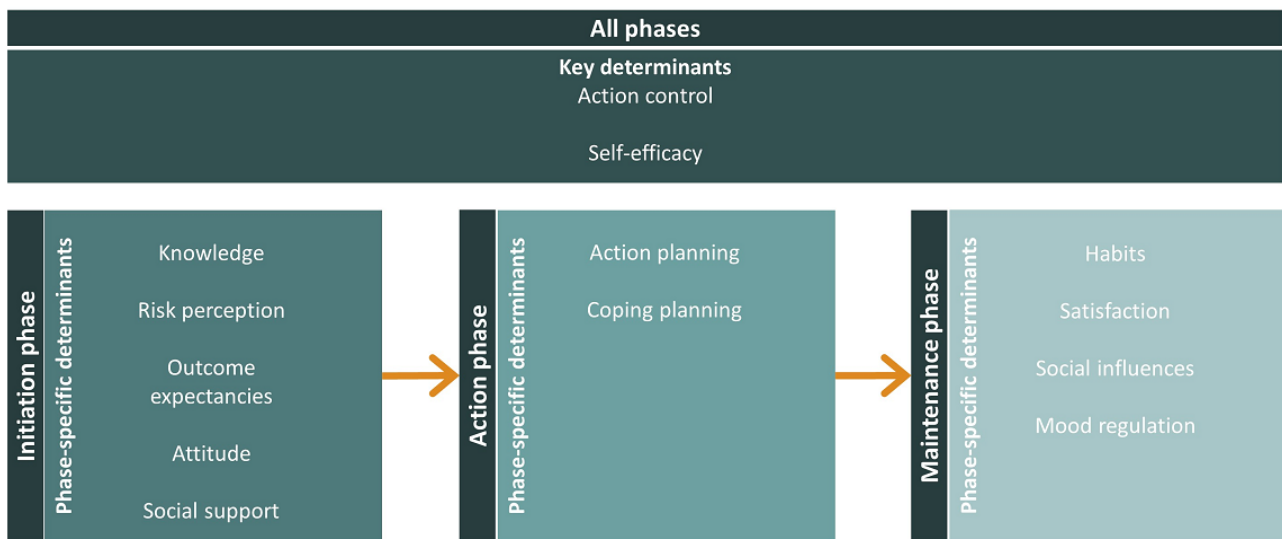 All phases
Key determinants
Action control
Self-efficacy
Initiation phase
Phase-specific determinants
Knowledge
Risk perception
Outcome
expectancies
Attitude
Social support
Action phase
Phase-specific determinants
Action planning
Coping planning
Maintenance phase
Phase-specific determinants
Habits
Satisfaction
Social influences
Mood regulation